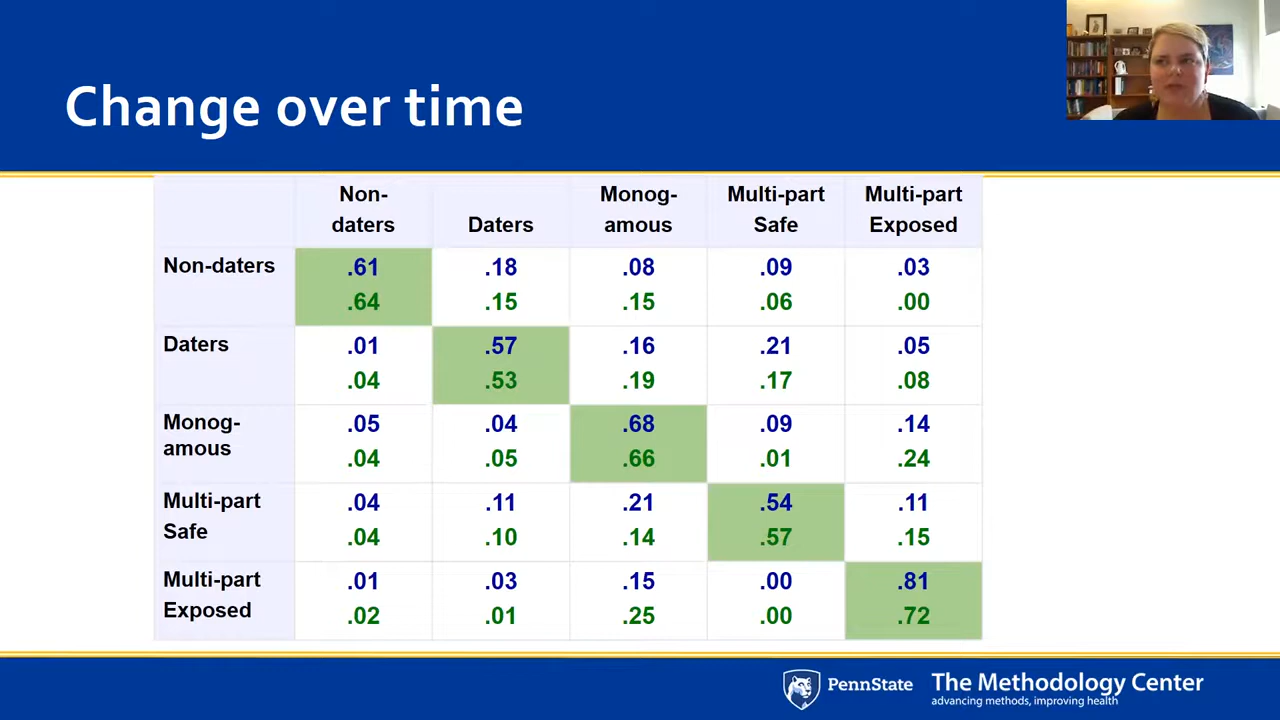 Change over time
Non-
daters
Daters
Monog-
amous
Multi-part
Safe
Multi-part
Exposed
Non-daters
.61
.18
.08
.09
.03
.64
.15
.15
.06
.00
Daters
.01
.57
.16
.21
.05
.04
.53
.19
.17
.08
Monog-
amous
.05
.04
.68
.09
.14
.04
.05
.66
.01
.24
Multi-part
Safe
.04
.11
.21
.54
.11
.04
.10
.14
.57
.15
Multi-part
Exposed
.01
.03
.15
.00
.81
.02
.01
.25
.00
.72
PennState
The Methodology Center
advancing methods, improving health